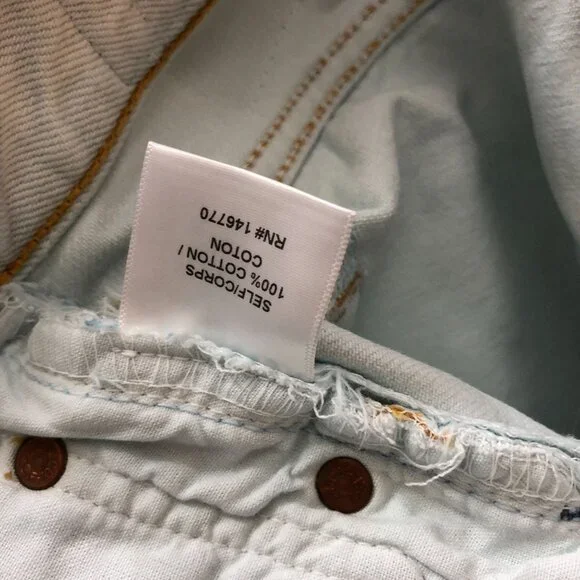 SELF/CORPS
100% COTTON/
COTON
RN# 146770